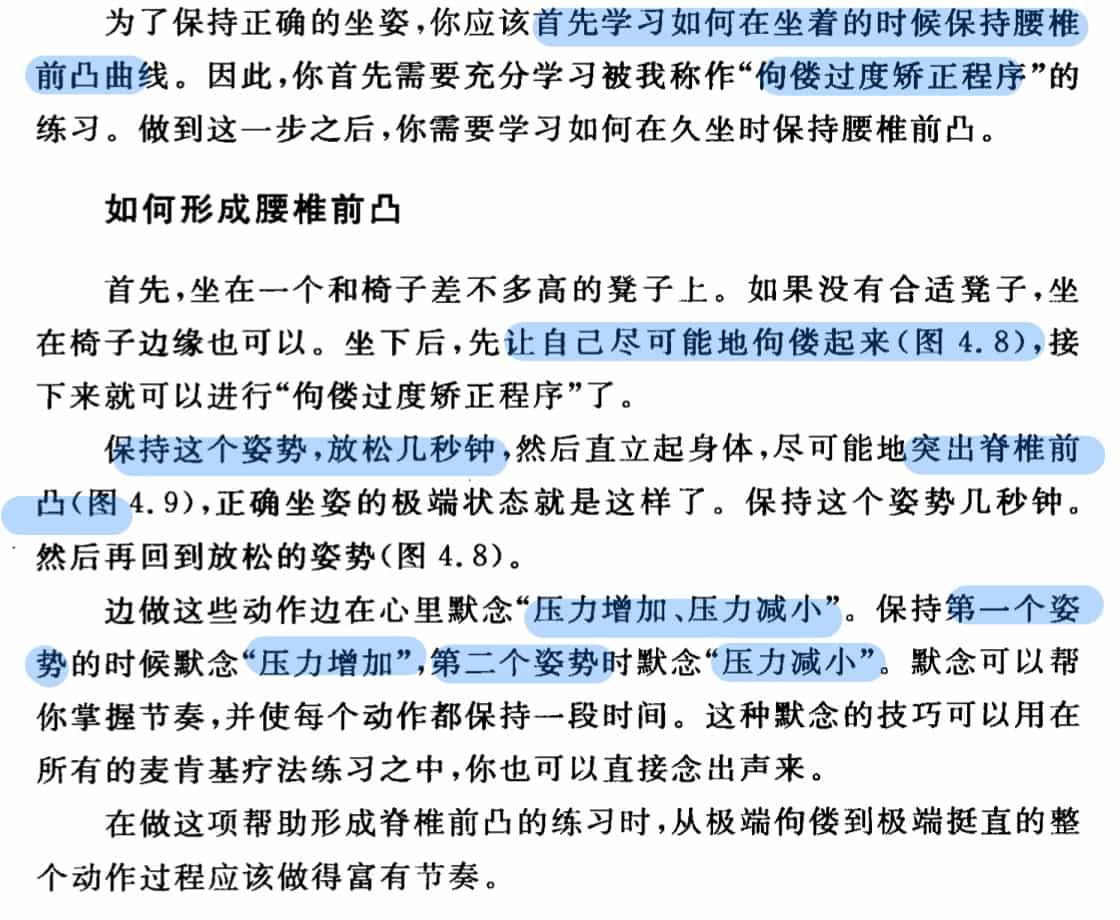 为了保持正确的坐姿,你应该首先学习如何在坐着的时候保持腰椎
前凸曲线。因此,你首先需要充分学习被我称作“佝偻过度矫正程序”的
练习。做到这一步之后,你需要学习如何在久坐时保持腰椎前凸。
如何形成腰椎前凸
首先,坐在一个和椅子差不多高的凳子上。如果没有合适凳子,坐
在椅子边缘也可以。坐下后,先让自己尽可能地佝偻起来(图 4.8),接
下来就可以进行“佝偻过度矫正程序”了。
保持这个姿势,放松几秒钟,然后直立起身体,尽可能地突出脊椎前
凸(图 4.9),正确坐姿的极端状态就是这样了。保持这个姿势几秒钟。
然后再回到放松的姿势(图 4.8)。
边做这些动作边在心里默念“压力增加、压力减小”。保持第一个姿
势的时候默念“压力增加”,第二个姿势时默念“压力减小”。默念可以帮
你掌握节奏,并使每个动作都保持一段时间。这种默念的技巧可以用在
所有的麦肯基疗法练习之中,你也可以直接念出声来。
在做这项帮助形成脊椎前凸的练习时,从极端佝偻到极端挺直的整
个动作过程应该做得富有节奏。